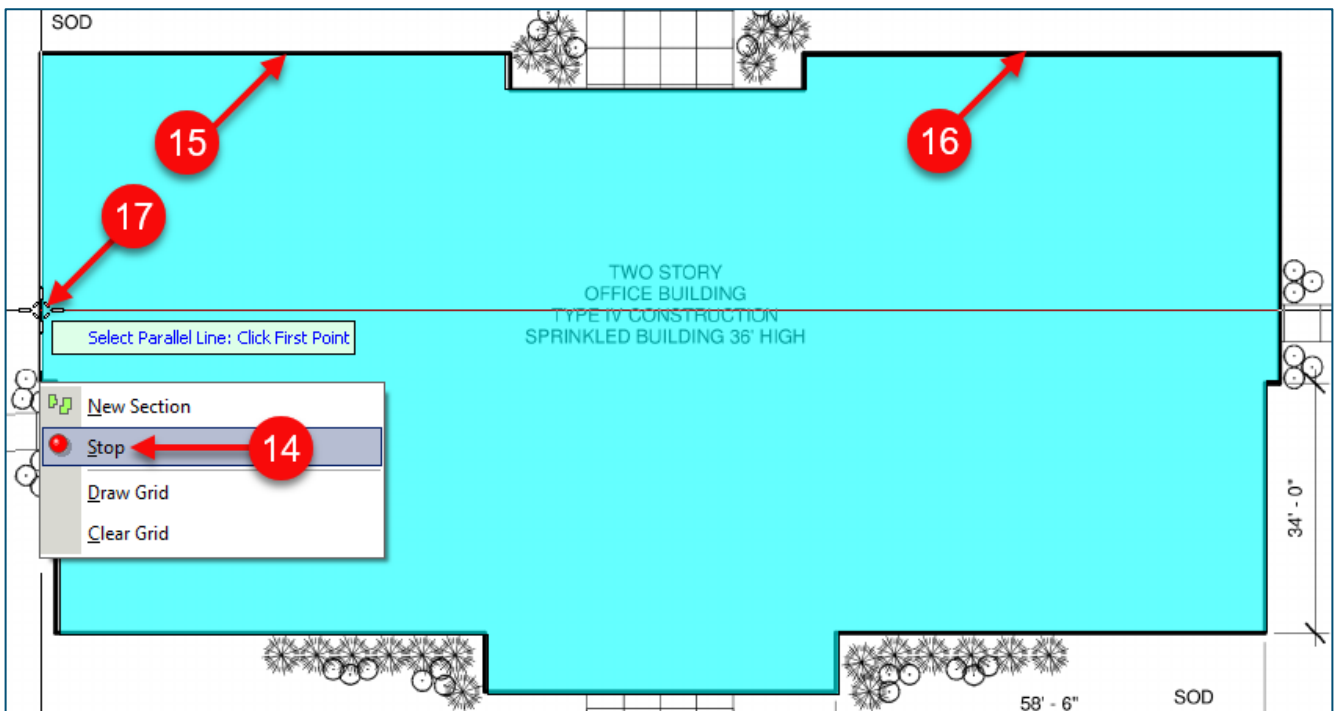 SOD
15
16
17
TWO STORY
OFFICE BUILDING
TYPE IV CONSTRUCTION
SPRINKLED BUILDING 36' HIGH
Select Parallel Line: Click First Point
New Section
Stop
14
Draw Grid
Clear Grid
34' - 0"
58' - 6"
SOD